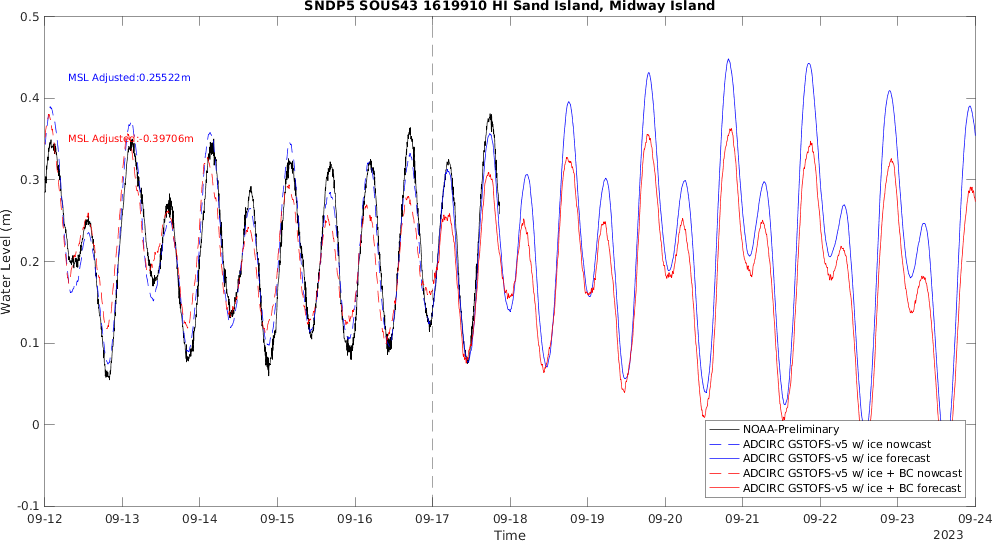 SNDP5 SOUS43 1619910 HI Sand Island, Midway Island
MSL Adjusted:0.25522m
MSL Adjusted:-0.39706m
Water Level (m)
0.5
0.4
0.3
0.2
0.1
0
-0.1
NOAA-Preliminary
ADCIRC GSTOFS-v5 w/ ice nowcast
ADCIRC GSTOFS-v5 w/ ice forecast
ADCIRC GSTOFS-v5 w/ ice + BC nowcast
ADCIRC GSTOFS-v5 w/ ice + BC forecast
09-12 09-13 09-14 09-15 09-16 09-17 09-18 09-19 09-20 09-21 09-22 09-23 09-24
Time
2023